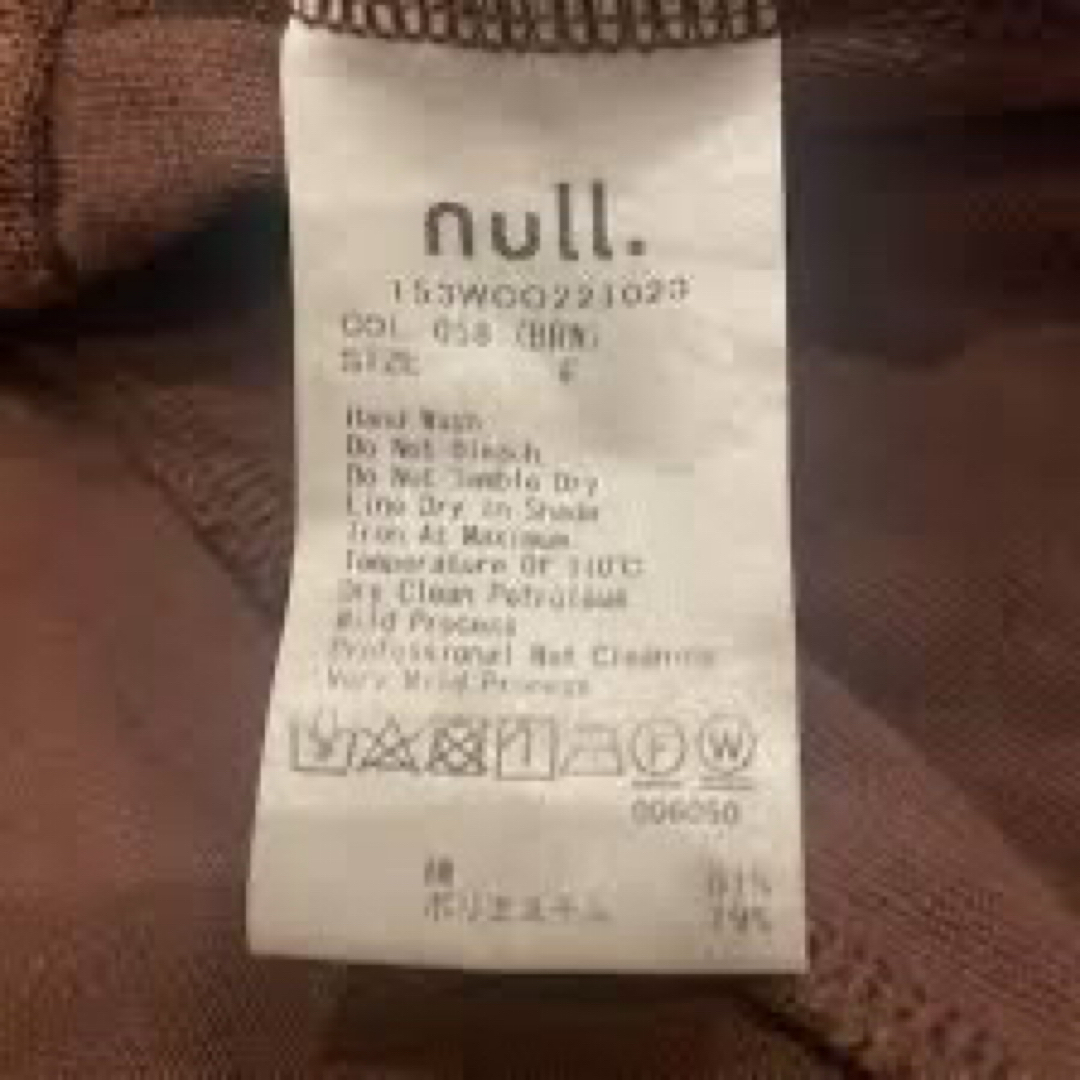 null.
153WOO221023
COL 058 (BRN)
SIZE F
Hand Wash
Do Not Bleach
Do Not Tumble Dry
Line Dry in Shade
Iron At Maximum
Temperature Of 110℃
Dry Clean Petroleum
Mild Process
Professional Wet Cleaning
Very Mild Process
F W
006050
綿
ポリエステル 19%